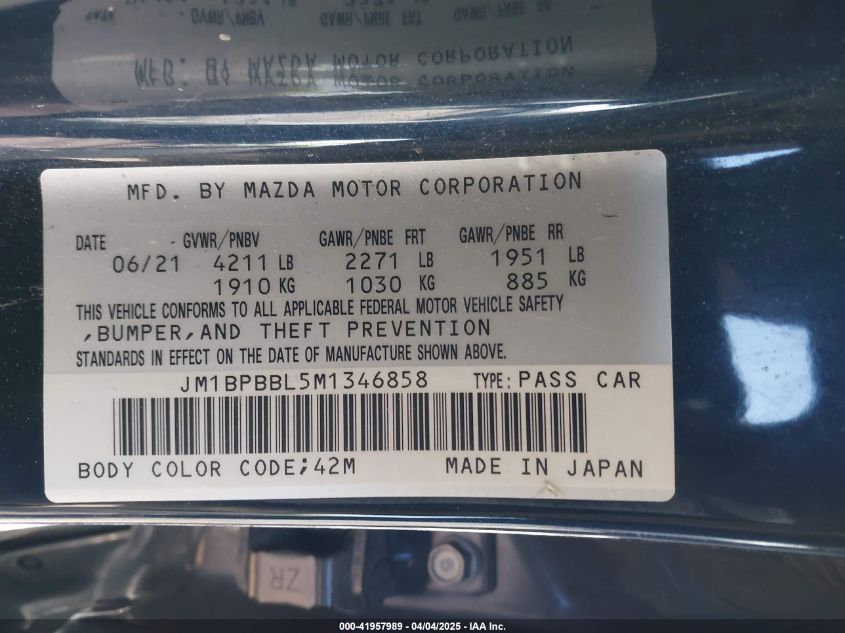 MFD. BY MAZDA MOTOR CORPORATION
DATE GVWR/PNBV GAWR/PNBE FRT GAWR/PNBE RR
06/21 4211 LB 2271 LB 1951 LB
1910 KG 1030 KG 885 KG
THIS VEHICLE CONFORMS TO ALL APPLICABLE FEDERAL MOTOR VEHICLE SAFETY
,BUMPER,AND THEFT PREVENTION
STANDARDS IN EFFECT ON THE DATE OF MANUFACTURE SHOWN ABOVE.
JM1BPBBL5M1346858 TYPE: PASS CAR
BODY COLOR CODE;42M MADE IN JAPAN
ZR
000-41957989 - 04/04/2025 - IAA Inc.